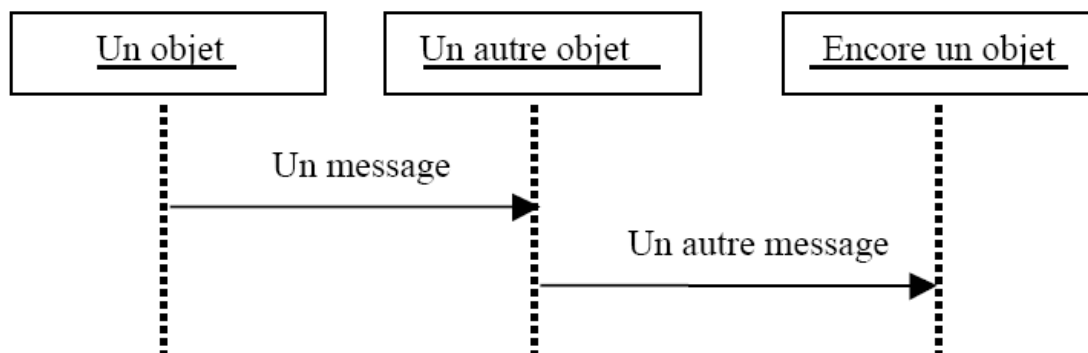 Un objet
Un autre objet
Encore un objet
Un message
Un autre message